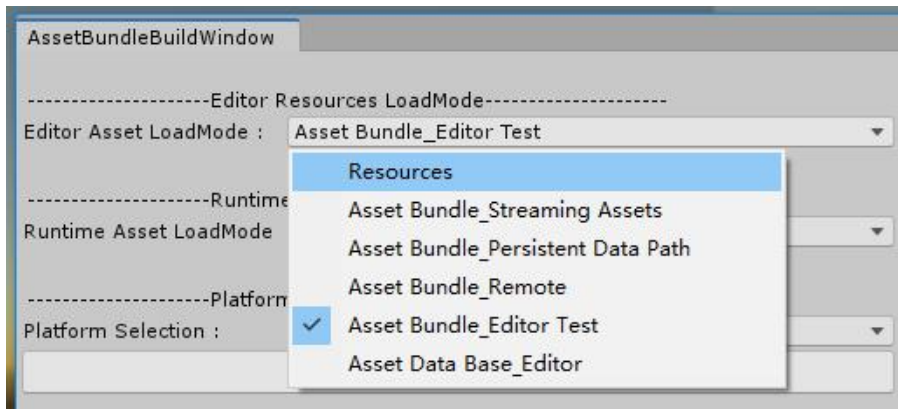 AssetBundleBuildWindow
---------------------Editor Resources LoadMode---------------------
Editor Asset LoadMode : Asset Bundle_Editor Test
Resources
---------------------Runtime
Asset Bundle_Streaming Assets
Runtime Asset LoadMode
Asset Bundle_Persistent Data Path
Asset Bundle_Remote
---------------------Platform
Platform Selection :
Asset Bundle_Editor Test
Asset Data Base_Editor